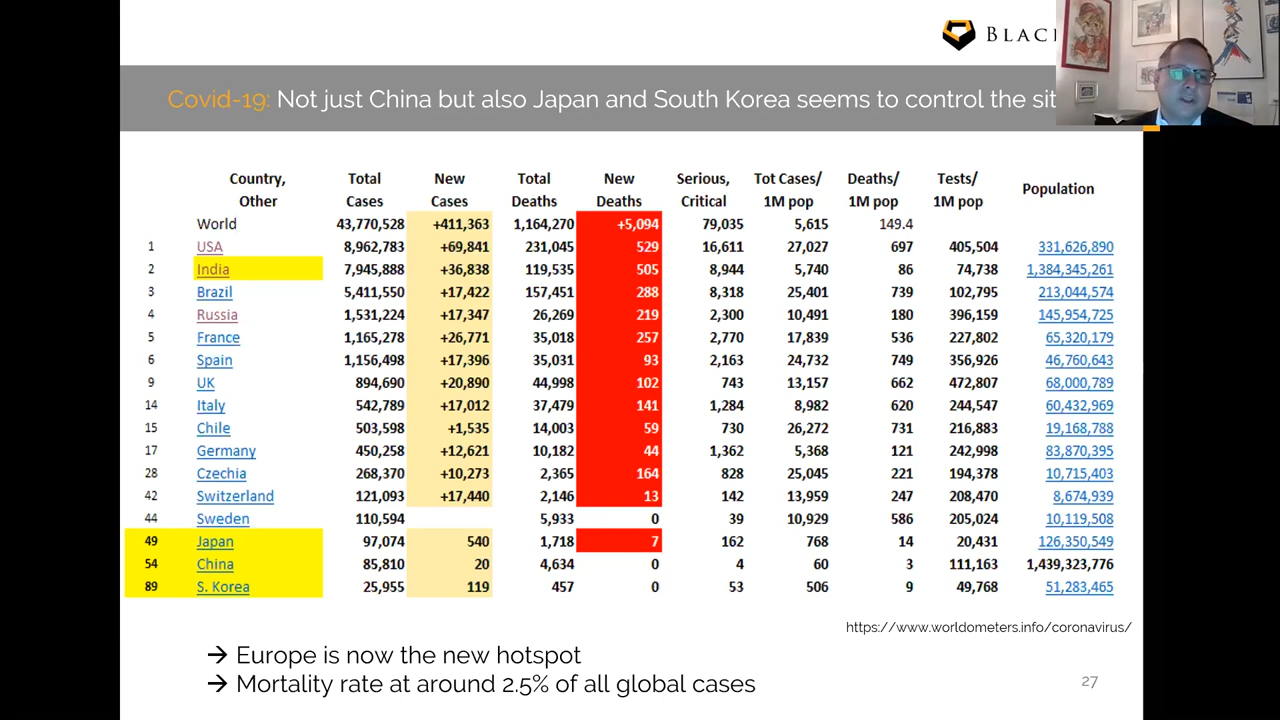 BLAC
Covid-19: Not just China but also Japan and South Korea seems to control the sit
Country, Other Total Cases New Cases Total Deaths New Deaths Serious, Critical Tot Cases/ 1M pop Deaths/ 1M pop Tests/ 1M pop Population
World 43,770,528 +411,363 1,164,270 +5,094 79,035 5,615 149.4
1 USA 8,962,783 +69,841 231,045 529 16,611 27,027 697 405,504 331,626,890
2 India 7,945,888 +36,838 119,535 505 8,944 5,740 86 74,738 1,384,345,261
3 Brazil 5,411,550 +17,422 157,451 288 8,318 25,401 739 102,795 213,044,574
4 Russia 1,531,224 +17,347 26,269 219 2,300 10,491 180 396,159 145,954,725
5 France 1,165,278 +26,771 35,018 257 2,770 17,839 536 227,802 65,320,179
6 Spain 1,156,498 +17,396 35,031 93 2,163 24,732 749 356,926 46,760,643
9 UK 894,690 +20,890 44,998 102 743 13,157 662 472,807 68,000,789
14 Italy 542,789 +17,012 37,479 141 1,284 8,982 620 244,547 60,432,969
15 Chile 503,598 +1,535 14,003 59 730 26,272 731 216,883 19,168,788
17 Germany 450,258 +12,621 10,182 44 1,362 5,368 121 242,998 83,870,395
28 Czechia 268,370 +10,273 2,365 164 828 25,045 221 194,378 10,715,403
42 Switzerland 121,093 +17,440 2,146 13 142 13,959 247 208,470 8,674,939
44 Sweden 110,594 5,933 0 39 10,929 586 205,024 10,119,508
49 Japan 97,074 540 1,718 7 162 768 14 20,431 126,350,549
54 China 85,810 20 4,634 0 4 60 3 111,163 1,439,323,776
89 S. Korea 25,955 119 457 0 53 506 9 49,768 51,283,465
https://www.worldometers.info/coronavirus/
→ Europe is now the new hotspot
→ Mortality rate at around 2.5% of all global cases
27